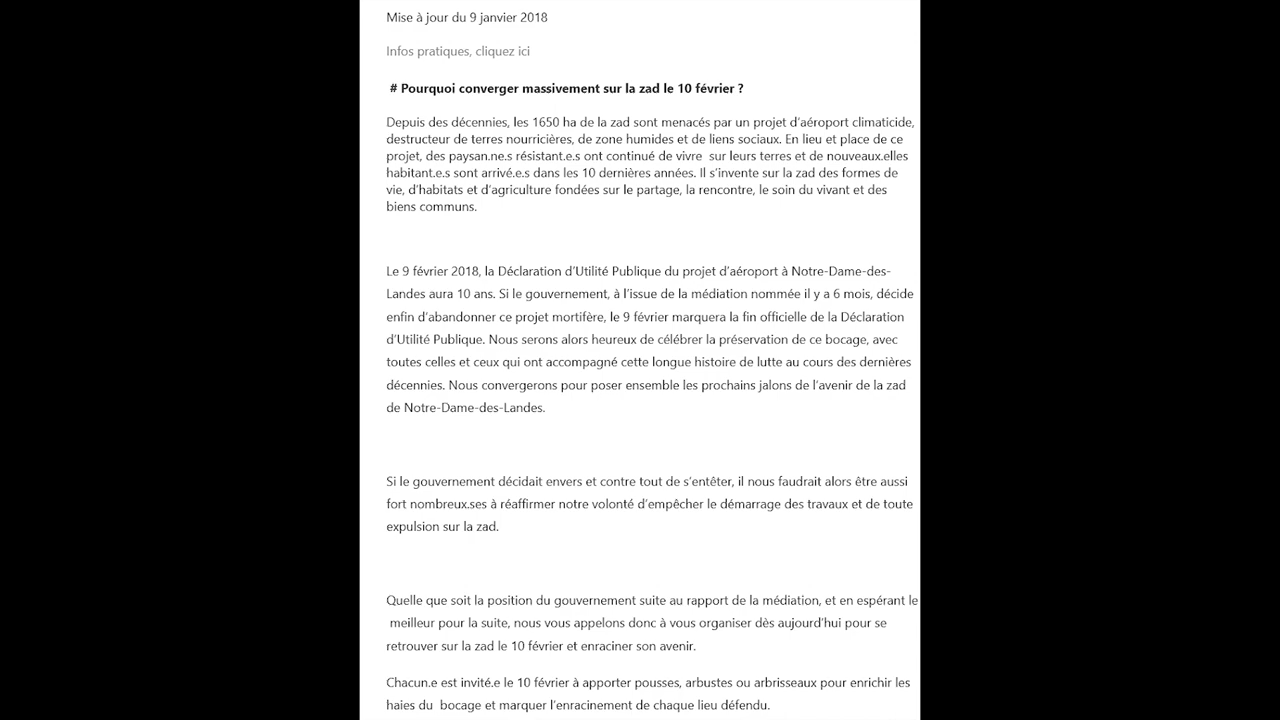 Mise à jour du 9 janvier 2018
Infos pratiques, cliquez ici
# Pourquoi converger massivement sur la zad le 10 février ?
Depuis des décennies, les 1650 ha de la zad sont menacés par un projet d'aéroport climaticide,
destructeur de terres nourricières, de zone humides et de liens sociaux. En lieu et place de ce
projet, des paysan.ne.s résistant.e.s ont continué de vivre  sur leurs terres et de nouveaux.elles
habitant.e.s sont arrivé.e.s dans les 10 dernières années. Il s'invente sur la zad des formes de
vie, d'habitats et d'agriculture fondées sur le partage, la rencontre, le soin du vivant et des
biens communs.
Le 9 février 2018, la Déclaration d'Utilité Publique du projet d'aéroport à Notre-Dame-des-
Landes aura 10 ans. Si le gouvernement, à l'issue de la médiation nommée il y a 6 mois, décide
enfin d'abandonner ce projet mortifère, le 9 février marquera la fin officielle de la Déclaration
d'Utilité Publique. Nous serons alors heureux de célébrer la préservation de ce bocage, avec
toutes celles et ceux qui ont accompagné cette longue histoire de lutte au cours des dernières
décennies. Nous convergerons pour poser ensemble les prochains jalons de l'avenir de la zad
de Notre-Dame-des-Landes.
Si le gouvernement décidait envers et contre tout de s'entêter, il nous faudrait alors être aussi
fort nombreux.ses à réaffirmer notre volonté d'empêcher le démarrage des travaux et de toute
expulsion sur la zad.
Quelle que soit la position du gouvernement suite au rapport de la médiation, et en espérant le
meilleur pour la suite, nous vous appelons donc à vous organiser dès aujourd'hui pour se
retrouver sur la zad le 10 février et enraciner son avenir.
Chacun.e est invité.e le 10 février à apporter pousses, arbustes ou arbrisseaux pour enrichir les
haies du  bocage et marquer l'enracinement de chaque lieu défendu.